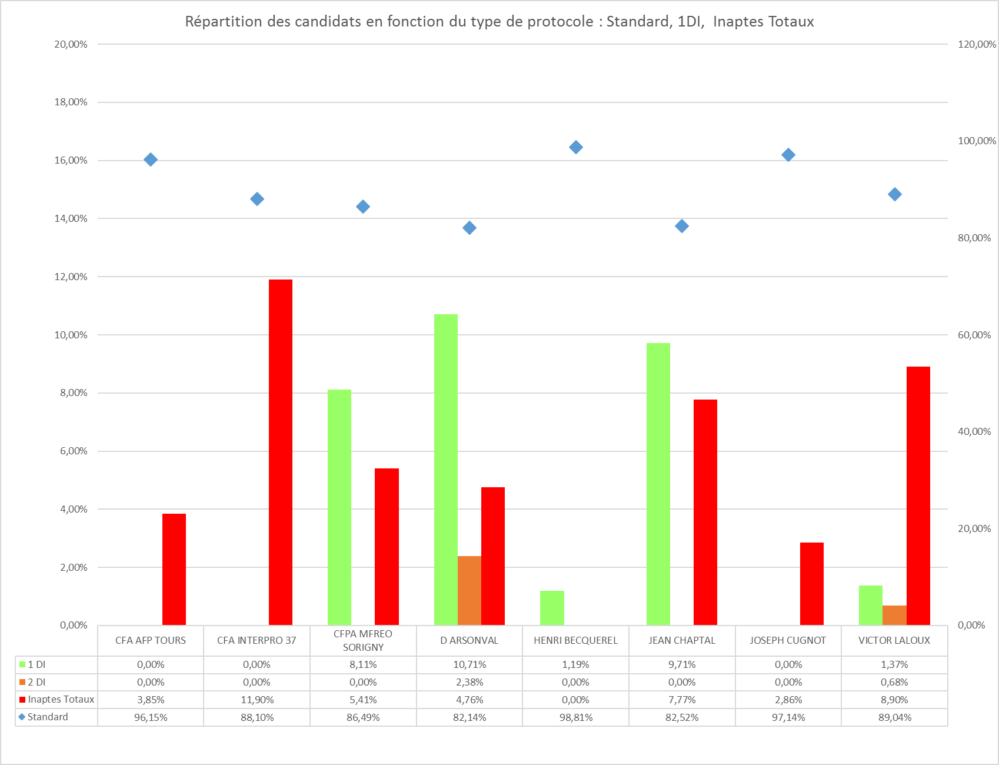 Répartition des candidats en fonction du type de protocole : Standard, 1DI,  Inaptes Totaux
20,00% 120,00%
18,00%
100,00%
16,00%
14,00%
80,00%
12,00%
10,00% 60,00%
8,00%
40,00%
6,00%
4,00%
20,00%
2,00%
0,00% 0,00%
CFA AFP TOURS CFA INTERPRO 37 CFPA MFREO D ARSONVAL HENRI BECQUEREL JEAN CHAPTAL JOSEPH CUGNOT VICTOR LALOUX
SORIGNY
1 DI 0,00% 0,00% 8,11% 10,71% 1,19% 9,71% 0,00% 1,37%
2 DI 0,00% 0,00% 0,00% 2,38% 0,00% 0,00% 0,00% 0,68%
Inaptes Totaux 3,85% 11,90% 5,41% 4,76% 0,00% 7,77% 2,86% 8,90%
Standard 96,15% 88,10% 86,49% 82,14% 98,81% 82,52% 97,14% 89,04%